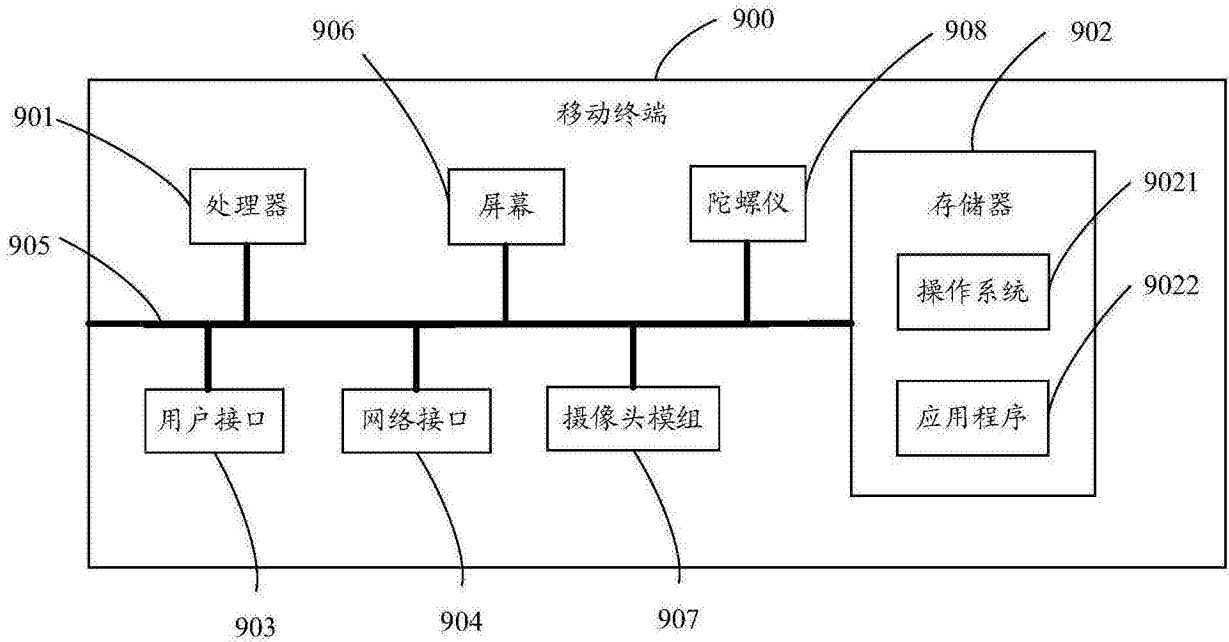 900
908
902
906
移动终端
901
处理器
屏幕
陀螺仪
存储器
9021
905
操作系统
9022
用户接口
网络接口
摄像头模组
应用程序
903
904
907